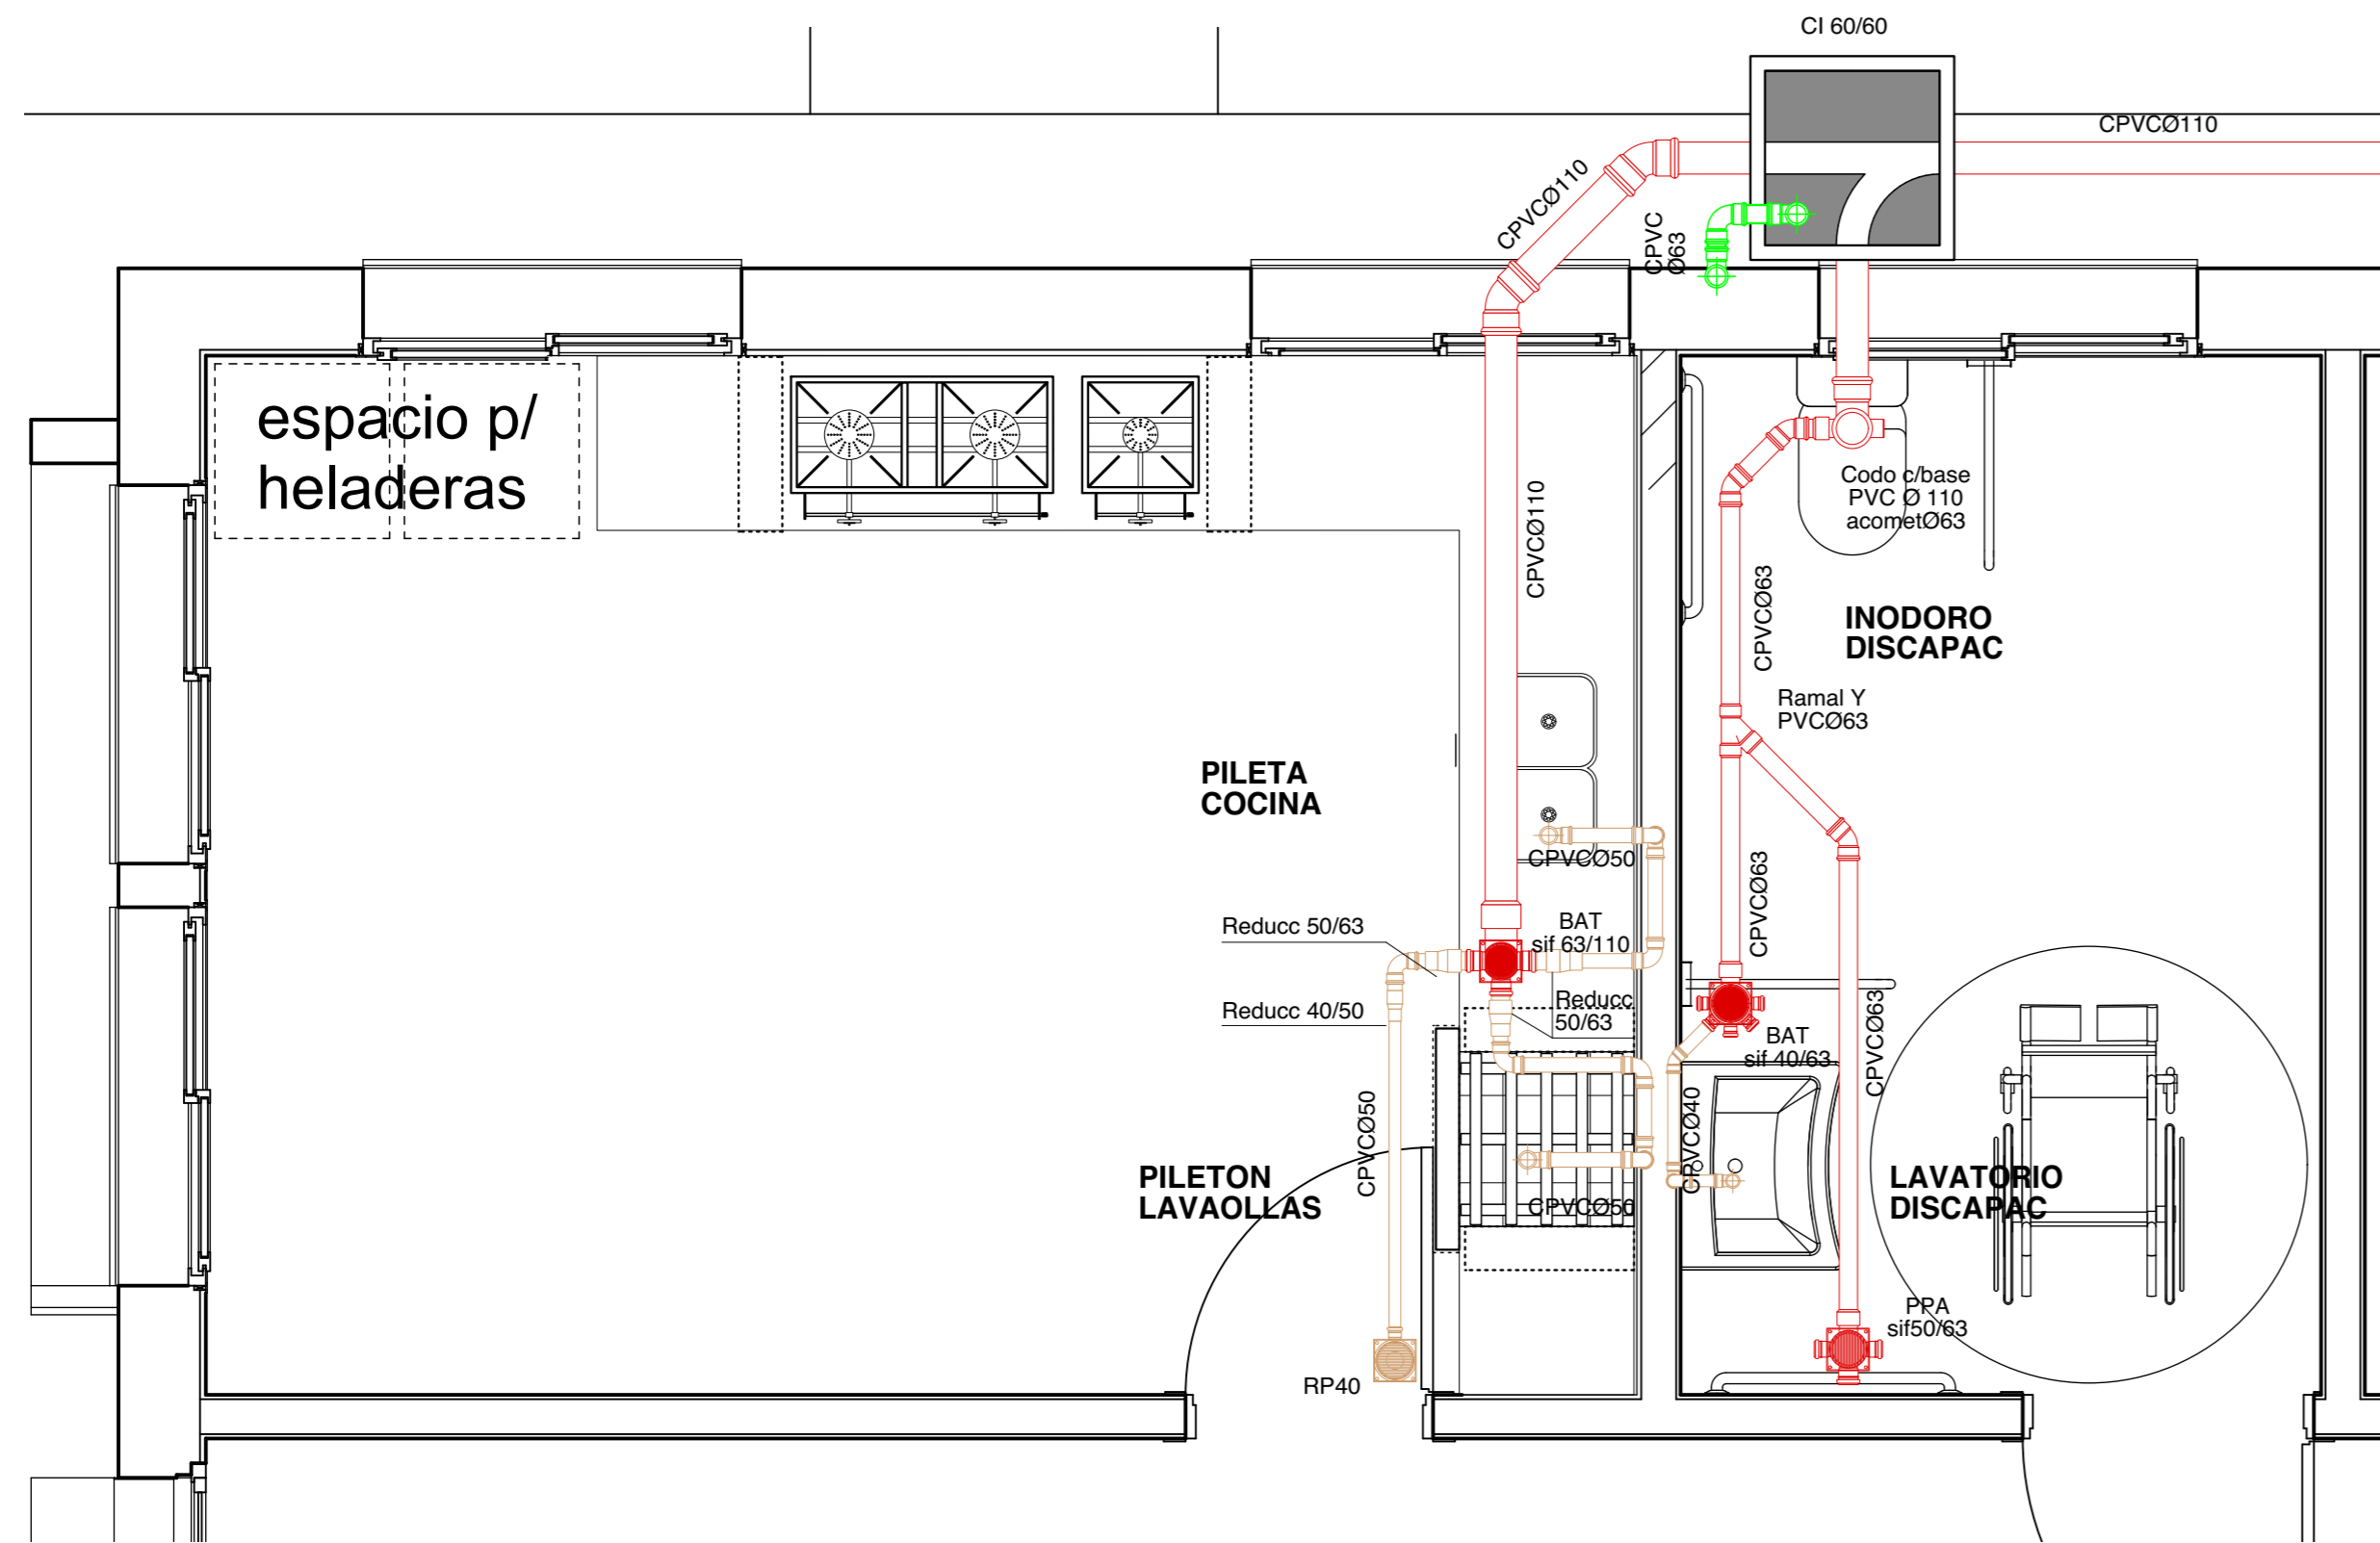 CI 60/60
CPVCØ110
CPVCØ110
CPVC
Ø63
espacio p/
heladeras
Codo c/base
PVC Ø 110
acometØ63
CPVCØ110
CPVCØ63
INODORO
DISCAPAC
Ramal Y
PVCØ63
PILETA
COCINA
CPVCØ50
CPVCØ63
Reducc 50/63
BAT
sif 63/110
Reducc 40/50
Reducc
50/63
BAT
sif 40/63
CPVCØ63
CPVCØ50
CPVCØ40
PILETON
LAVAOLLAS
CPVCØ50
LAVATORIO
DISCAPAC
PPA
sif50/63
RP40